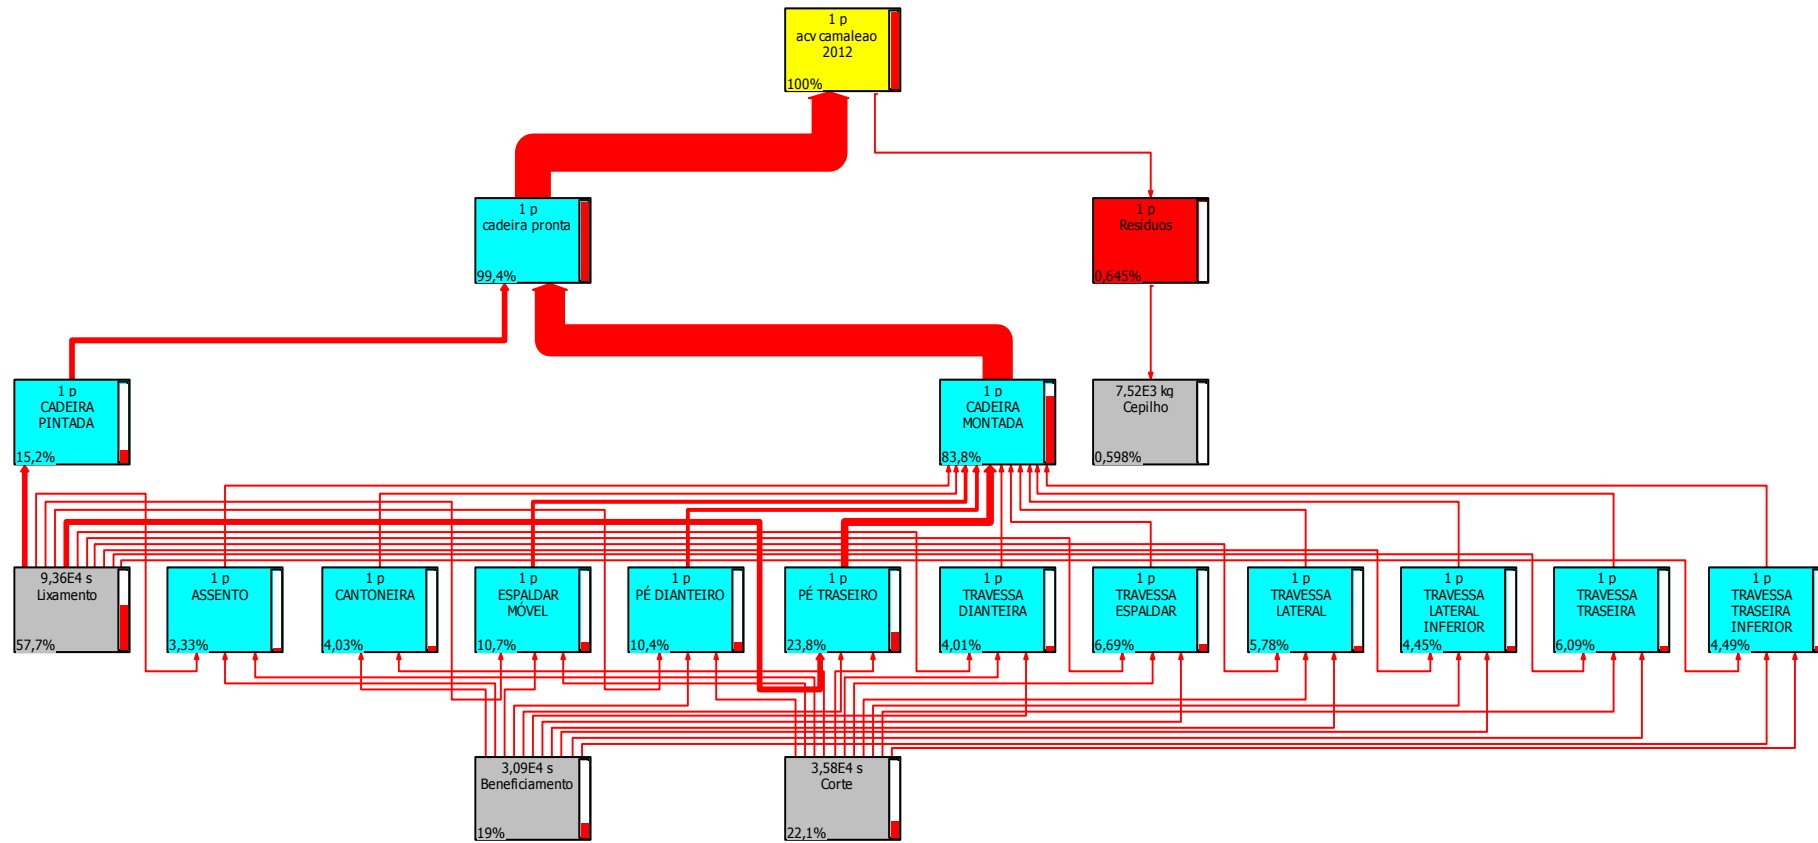 1 p
acv camaleao
2012
100%
1 p
cadeira pronta
99,4%
1 p
Resíduos
0,645%
1 p
CADEIRA
PINTADA
15,2%
1 p
CADEIRA
MONTADA
83,8%
7,52E3 kg
Cepilho
0,598%
9,36E4 s
Lixamento
57,7%
1 p
ASSENTO
3,33%
1 p
CANTONEIRA
4,03%
1 p
ESPALDAR
MÓVEL
10,7%
1 p
PÉ DIANTEIRO
10,4%
1 p
PÉ TRASEIRO
23,8%
1 p
TRAVESSA
DIANTEIRA
4,01%
1 p
TRAVESSA
ESPALDAR
6,69%
1 p
TRAVESSA
LATERAL
5,78%
1 p
TRAVESSA
LATERAL
INFERIOR
4,45%
1 p
TRAVESSA
TRASEIRA
6,09%
1 p
TRAVESSA
TRASEIRA
INFERIOR
4,49%
3,09E4 s
Beneficiamento
19%
3,58E4 s
Corte
22,1%